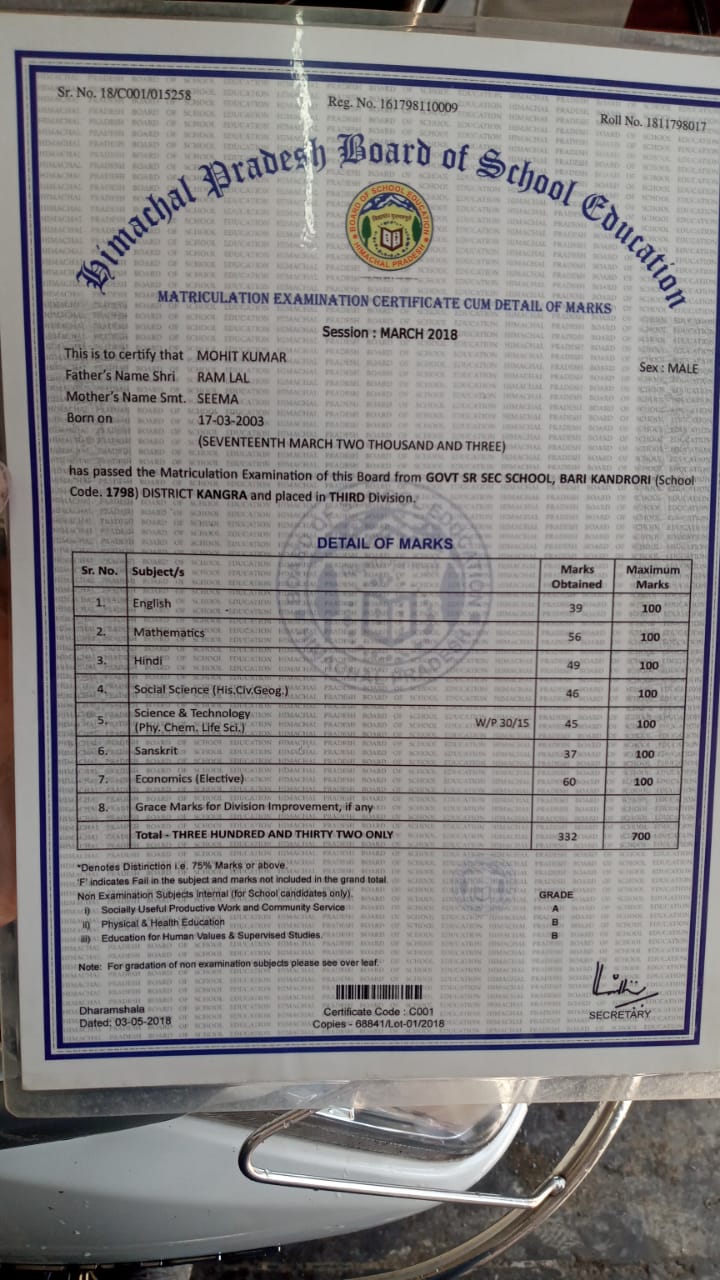 Sr. No. 18/C001/015258
Reg. No. 161798110009
Roll No. 1811798017
Himachal Pradesh Board of School Education
BOARD OF SCHOOL EDUCATION
HIMACHAL PRADESH
MATRICULATION EXAMINATION CERTIFICATE CUM DETAIL OF MARKS
Session : MARCH 2018
This is to certify that MOHIT KUMAR
Sex : MALE
Father's Name Shri RAM LAL
Mother's Name Smt. SEEMA
Born on 17-03-2003
(SEVENTEENTH MARCH TWO THOUSAND AND THREE)
has passed the Matriculation Examination of this Board from GOVT SR SEC SCHOOL, BARI KANDRORI (School
Code. 1798) DISTRICT KANGRA and placed in THIRD Division.
DETAIL OF MARKS
Sr. No. Subject/s Marks Obtained Maximum Marks
1. English 39 100
2. Mathematics 56 100
3. Hindi 49 100
4. Social Science (His.Civ.Geog.) 46 100
5. Science & Technology
(Phy. Chem. Life Sci.) W/P 30/15 45 100
6. Sanskrit 37 100
7. Economics (Elective) 60 100
8. Grace Marks for Division Improvement, if any
Total - THREE HUNDRED AND THIRTY TWO ONLY 332 700
*Denotes Distinction i.e. 75% Marks or above.
'F' indicates Fail in the subject and marks not included in the grand total.
Non Examination Subjects Internal (for School candidates only). GRADE
i) Socially Useful Productive Work and Community Service A
ii) Physical & Health Education B
iii) Education for Human Values & Supervised Studies. B
Note: For gradation of non examination subjects please see over leaf.
Dharamshala
Dated: 03-05-2018
Certificate Code : C001
Copies - 68841/Lot-01/2018
SECRETARY